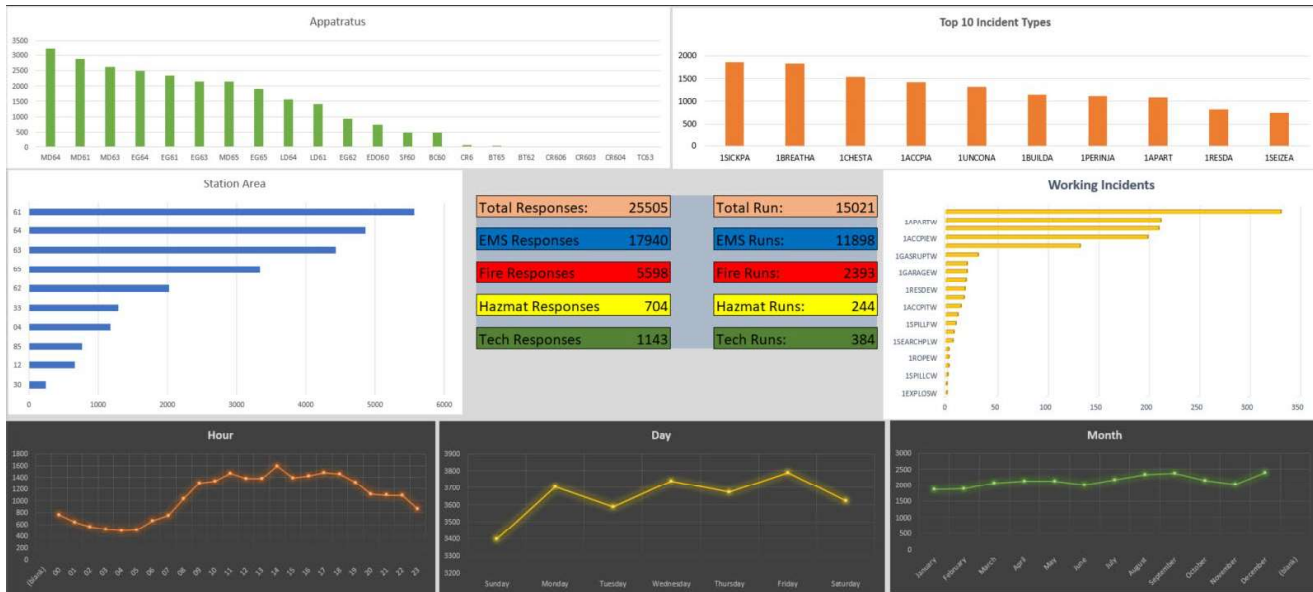 Appatratus
3500
3000
2500
2000
1500
1000
500
0
MD64 MD61 MD63 EG64 EG61 EG63 MD65 EG65 LD64 LD61 EG62 EDO60 SF60 BC60 CR6 BT65 BT62 CR606 CR603 CR604 TC63
Top 10 Incident Types
2000
1500
1000
500
0
1SICKPA 1BREATHA 1CHESTA 1ACCPIA 1UNCONA 1BUILDA 1PERINJA 1APART 1RESDA 1SEIZEA
Station Area
61
64
63
65
62
33
04
85
12
30
0 1000 2000 3000 4000 5000 6000
Total Responses: 25505
EMS Responses 17940
Fire Responses 5598
Hazmat Responses 704
Tech Responses 1143
Total Run: 15021
EMS Runs: 11898
Fire Runs: 2393
Hazmat Runs: 244
Tech Runs: 384
Working Incidents
1APARTW
1ACCPIEW
1GASRUPTW
1GARAGEW
1RESDEW
1ACCPITW
1SPILLFW
1SEARCHPLW
1ROPEW
1SPILLCW
1EXPLOSW
0 50 100 150 200 250 300 350
Hour
1800
1600
1400
1200
1000
800
600
400
200
0
(blank) 00 01 02 03 04 05 06 07 08 09 10 11 12 13 14 15 16 17 18 19 20 21 22 23
Day
3900
3800
3700
3600
3500
3400
3300
3200
Sunday Monday Tuesday Wednesday Thursday Friday Saturday
Month
3000
2500
2000
1500
1000
500
0
January February March April May June July August September October November December (blank)